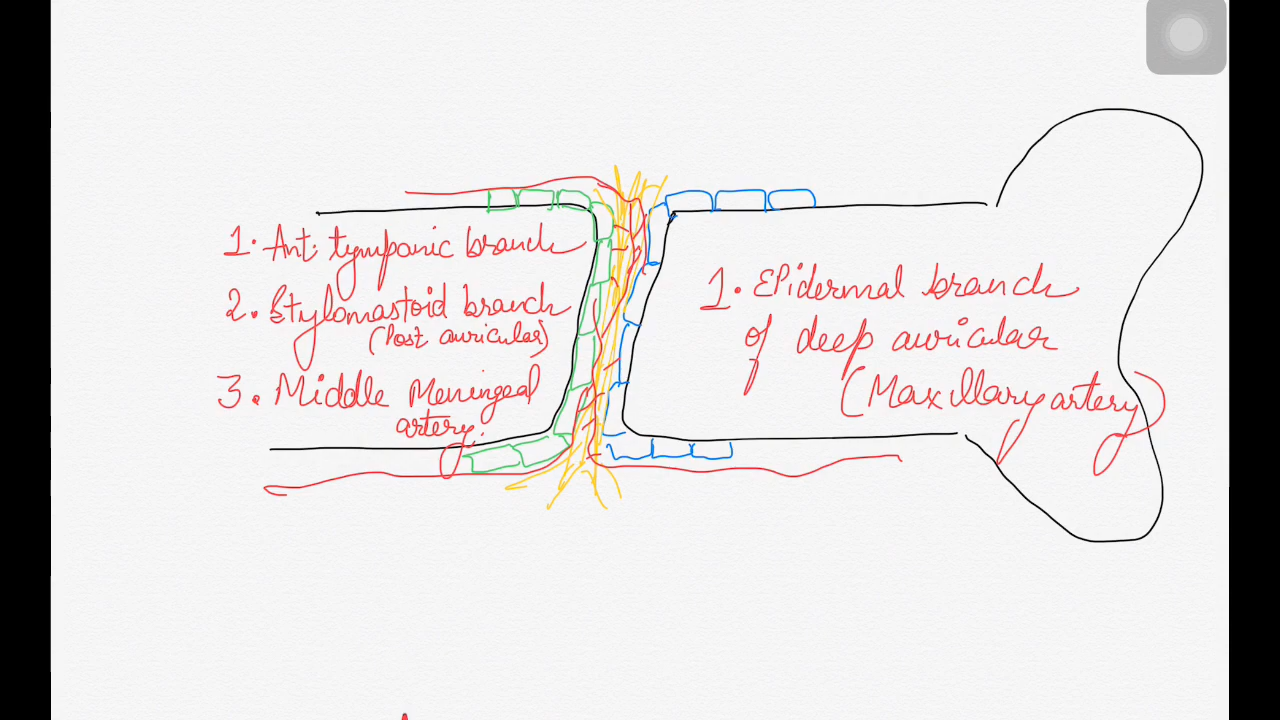 1. Ant. tympanic branch
2. Stylomastoid branch
(Post auricular)
3. Middle Meningeal
artery.
1. Epidermal branch
of deep auricular
(Maxillary artery)